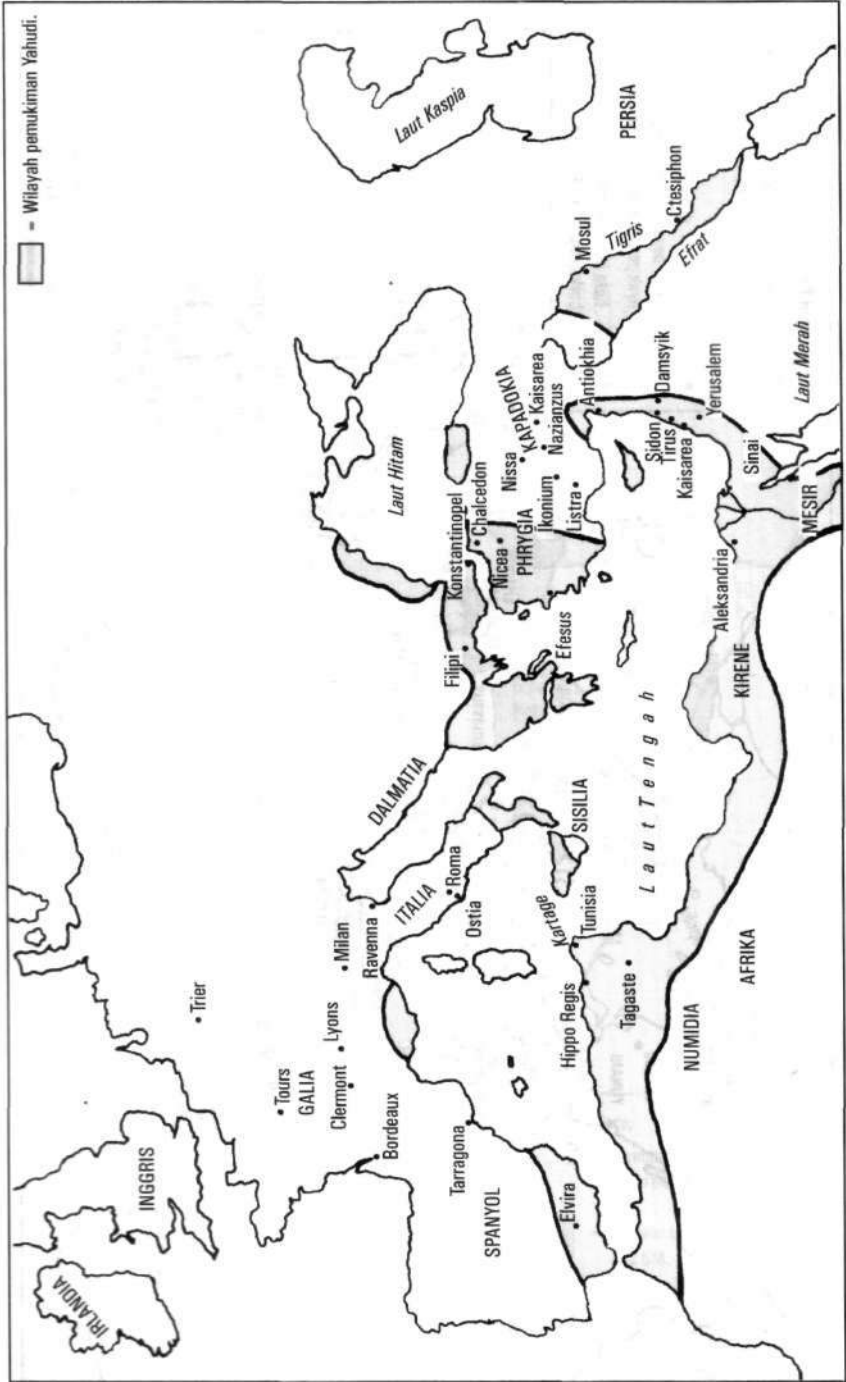 = Wilayah pemukiman Yahudi.
IRLANDIA
INGGRIS
Trier
Tours
GALIA
Clermont
Lyons
Bordeaux
Milan
Ravenna
DALMATIA
ITALIA
Roma
Ostia
Tarragona
SPANYOL
Elvira
SISILIA
Kartage
Tunisia
Hippo Regis
Tagaste
NUMIDIA
AFRIKA
Laut Tengah
KIRENE
Aleksandria
MESIR
Sinai
Laut Merah
Filipi
Efesus
Konstantinopel
Chalcedon
Nicea
PHRYGIA
Ikonium
Listra
Nissa
KAPADOKIA
Kaisarea
Nazianzus
Antiokhia
Sidon
Tirus
Kaisarea
Damsyik
Yerusalem
Laut Hitam
Laut Kaspia
PERSIA
Mosul
Tigris
Efrat
Ctesiphon